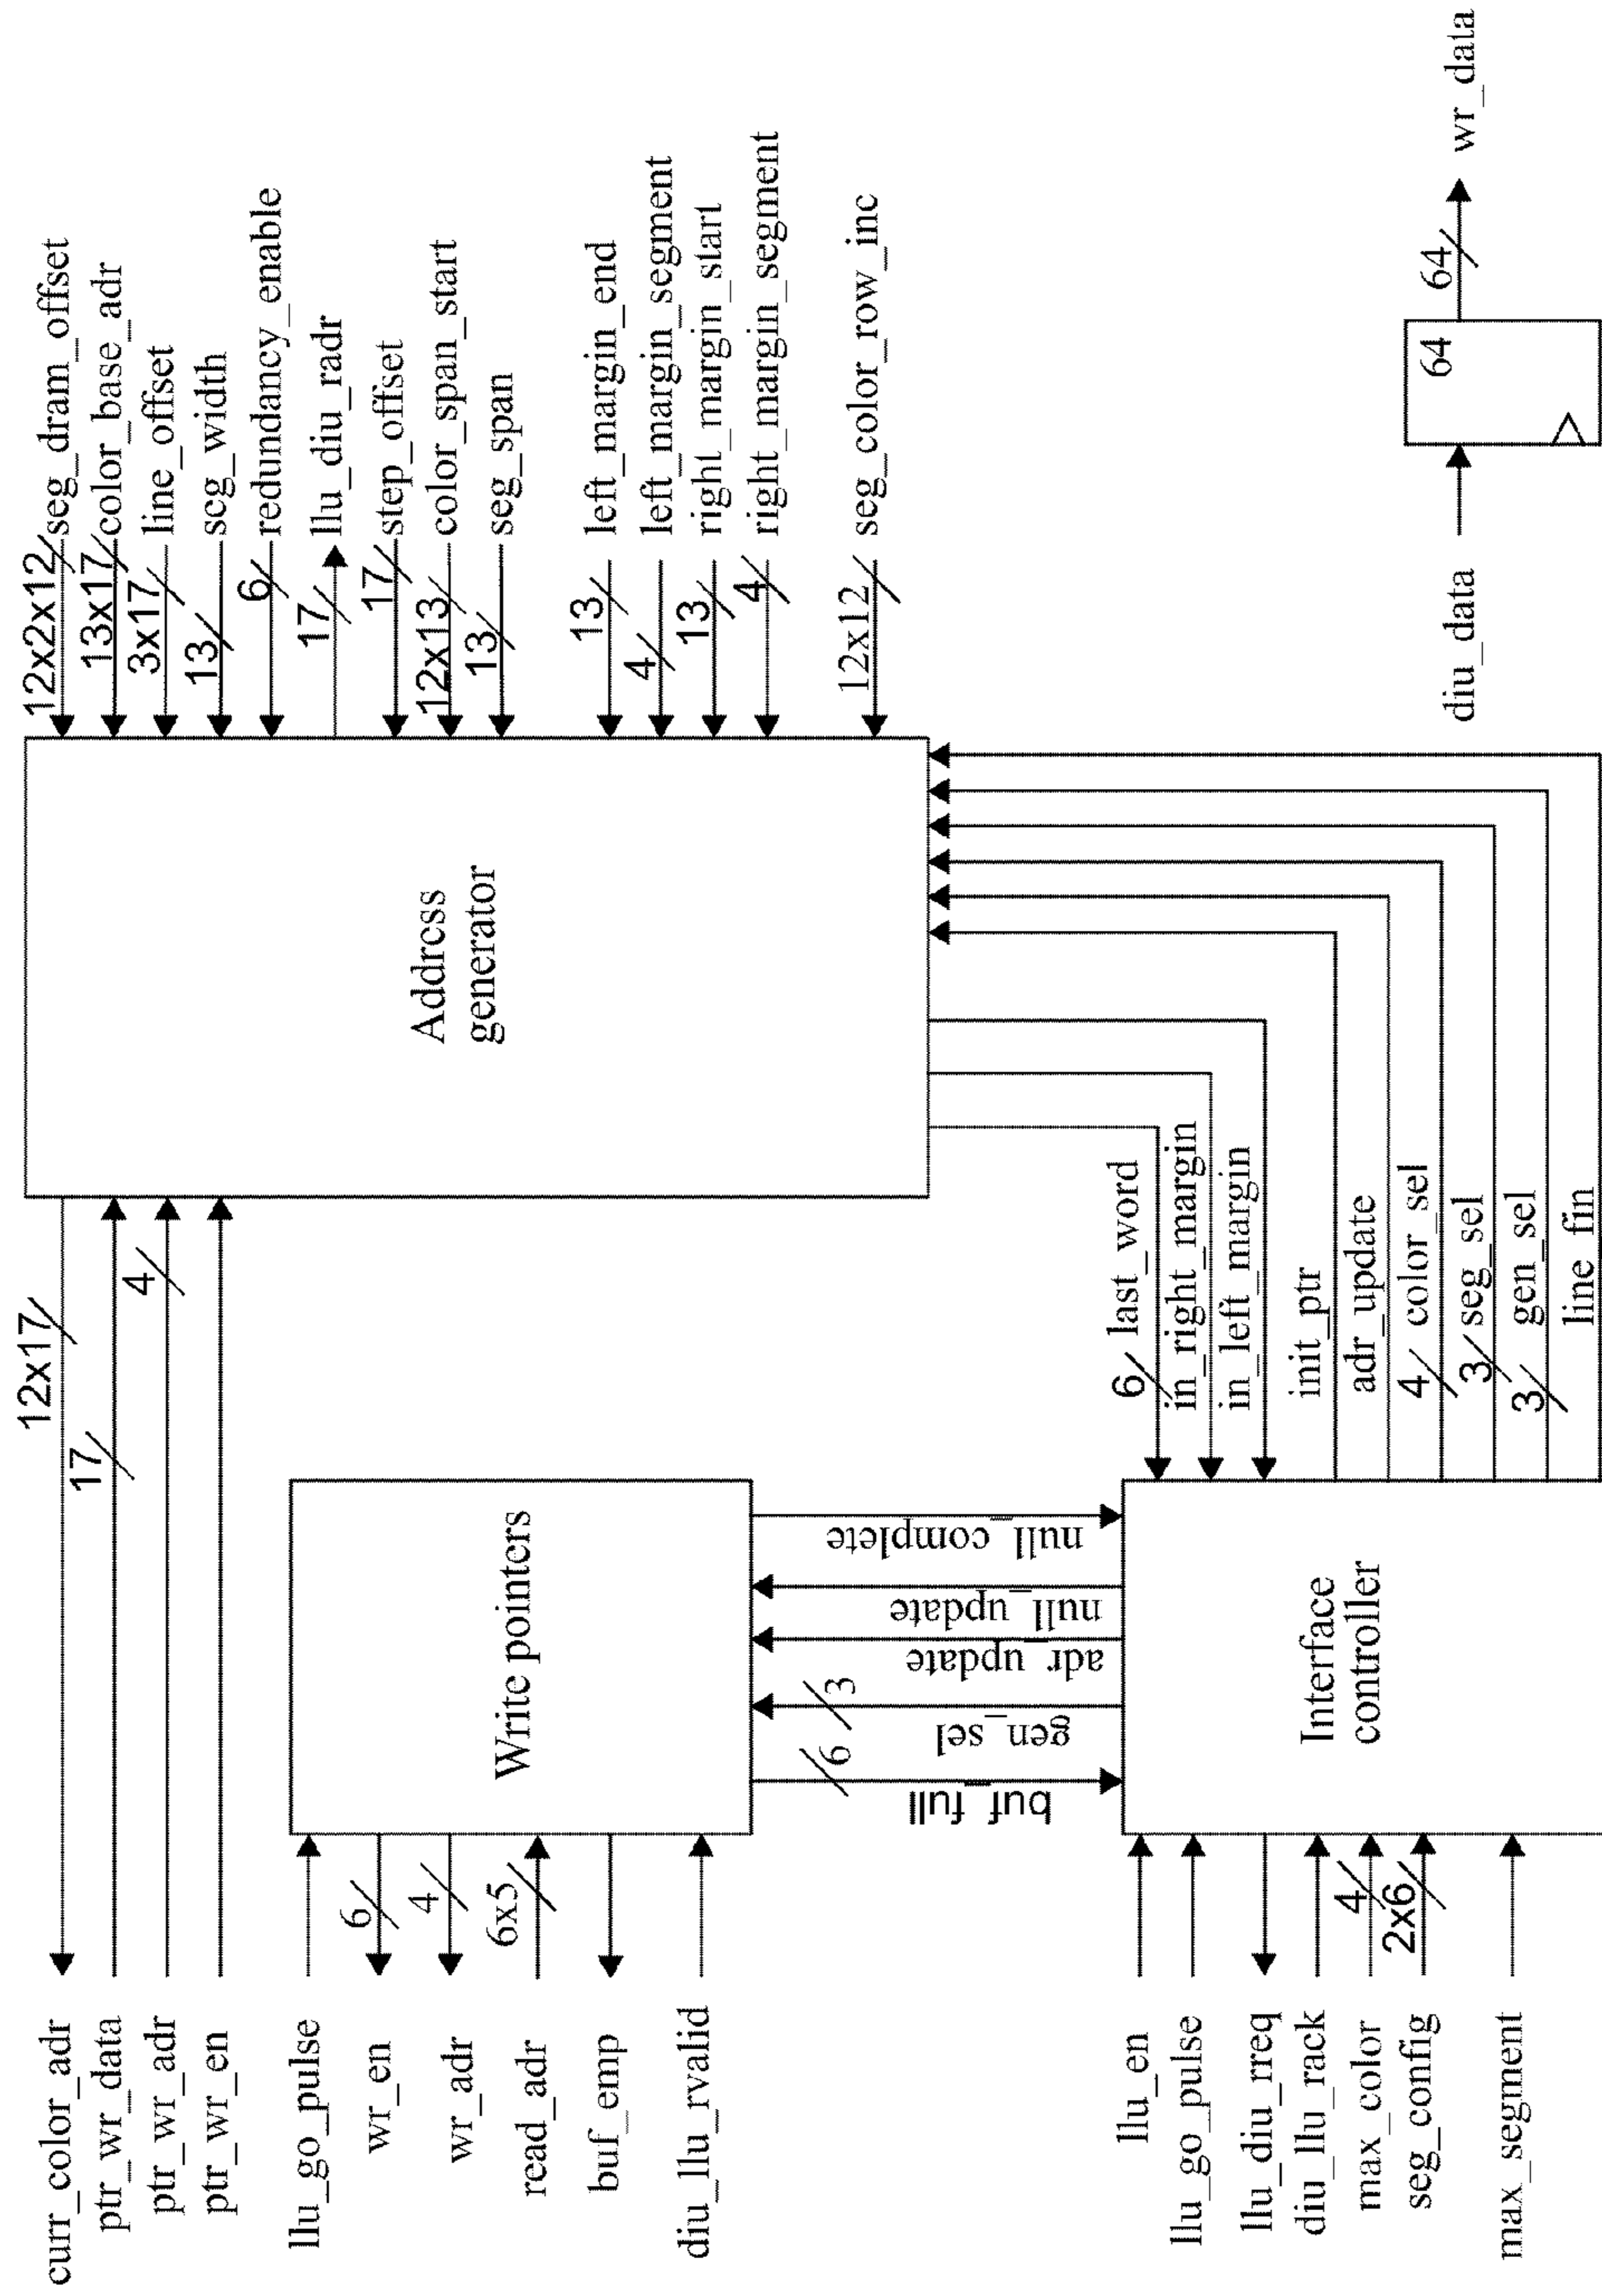 curr_color_adr
12x17
ptr_wr_data
17
ptr_wr_adr
4
ptr_wr_en
12x2x12
seg_dram_offset
13x17
color_base_adr
3x17
line_offset
13
seg_width
6
redundancy_enable
17
llu_diu_radr
17
step_offset
12x13
color_span_start
13
seg_span
13
left_margin_end
4
left_margin_segment
13
right_margin_start
4
right_margin_segment
12x12
seg_color_row_inc
Address
generator
llu_go_pulse
wr_en
6
wr_adr
4
read_adr
6x5
buf_emp
diu_llu_rvalid
Write pointers
buf_full
6
gen_sel
3
adr_update
null_update
null_complete
6
last_word
in_right_margin
in_left_margin
init_ptr
adr_update
4
color_sel
3
seg_sel
3
gen_sel
line_fin
llu_en
llu_go_pulse
llu_diu_rreq
diu_llu_rack
max_color
4
seg_config
2x6
max_segment
Interface
controller
diu_data
64
64
wr_data